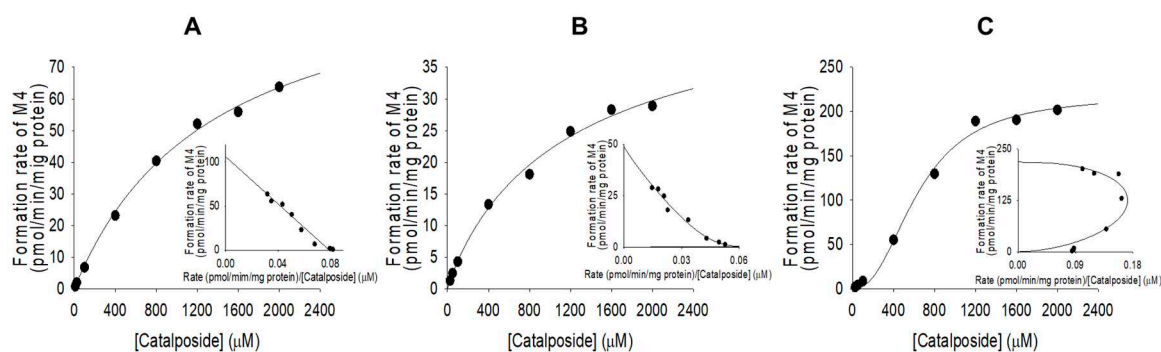 A
B
C
Formation rate of M4
(pmol/min/mig protein)
70
60
50
40
30
20
10
0
0 400 800 1200 1600 2000 2400
[Catalposide] (μM)
Formation rate of M4
(pmol/min/mg protein)
100
50
0
0.00 0.04 0.08
Rate (pmol/mim/mg protein)/[Catalposide] (μM)
Formation rate of M4
(pmol/min/mig protein)
35
30
25
20
15
10
5
0
0 400 800 1200 1600 2000 2400
[Catalposide] (μM)
Formation rate of M4
(pmol/min/mg protein)
50
25
0
0.00 0.03 0.06
Rate (pmol/mim/mg protein)/[Catalposide] (μM)
Formation rate of M4
(pmol/min/mig protein)
250
200
150
100
50
0
0 400 800 1200 1600 2000 2400
[Catalposide] (μM)
Formation rate of M4
(pmol/min/mg protein)
250
175
0
0.00 0.09 0.18
Rate (pmol/mim/mg protein)/[Catalposide] (μM)